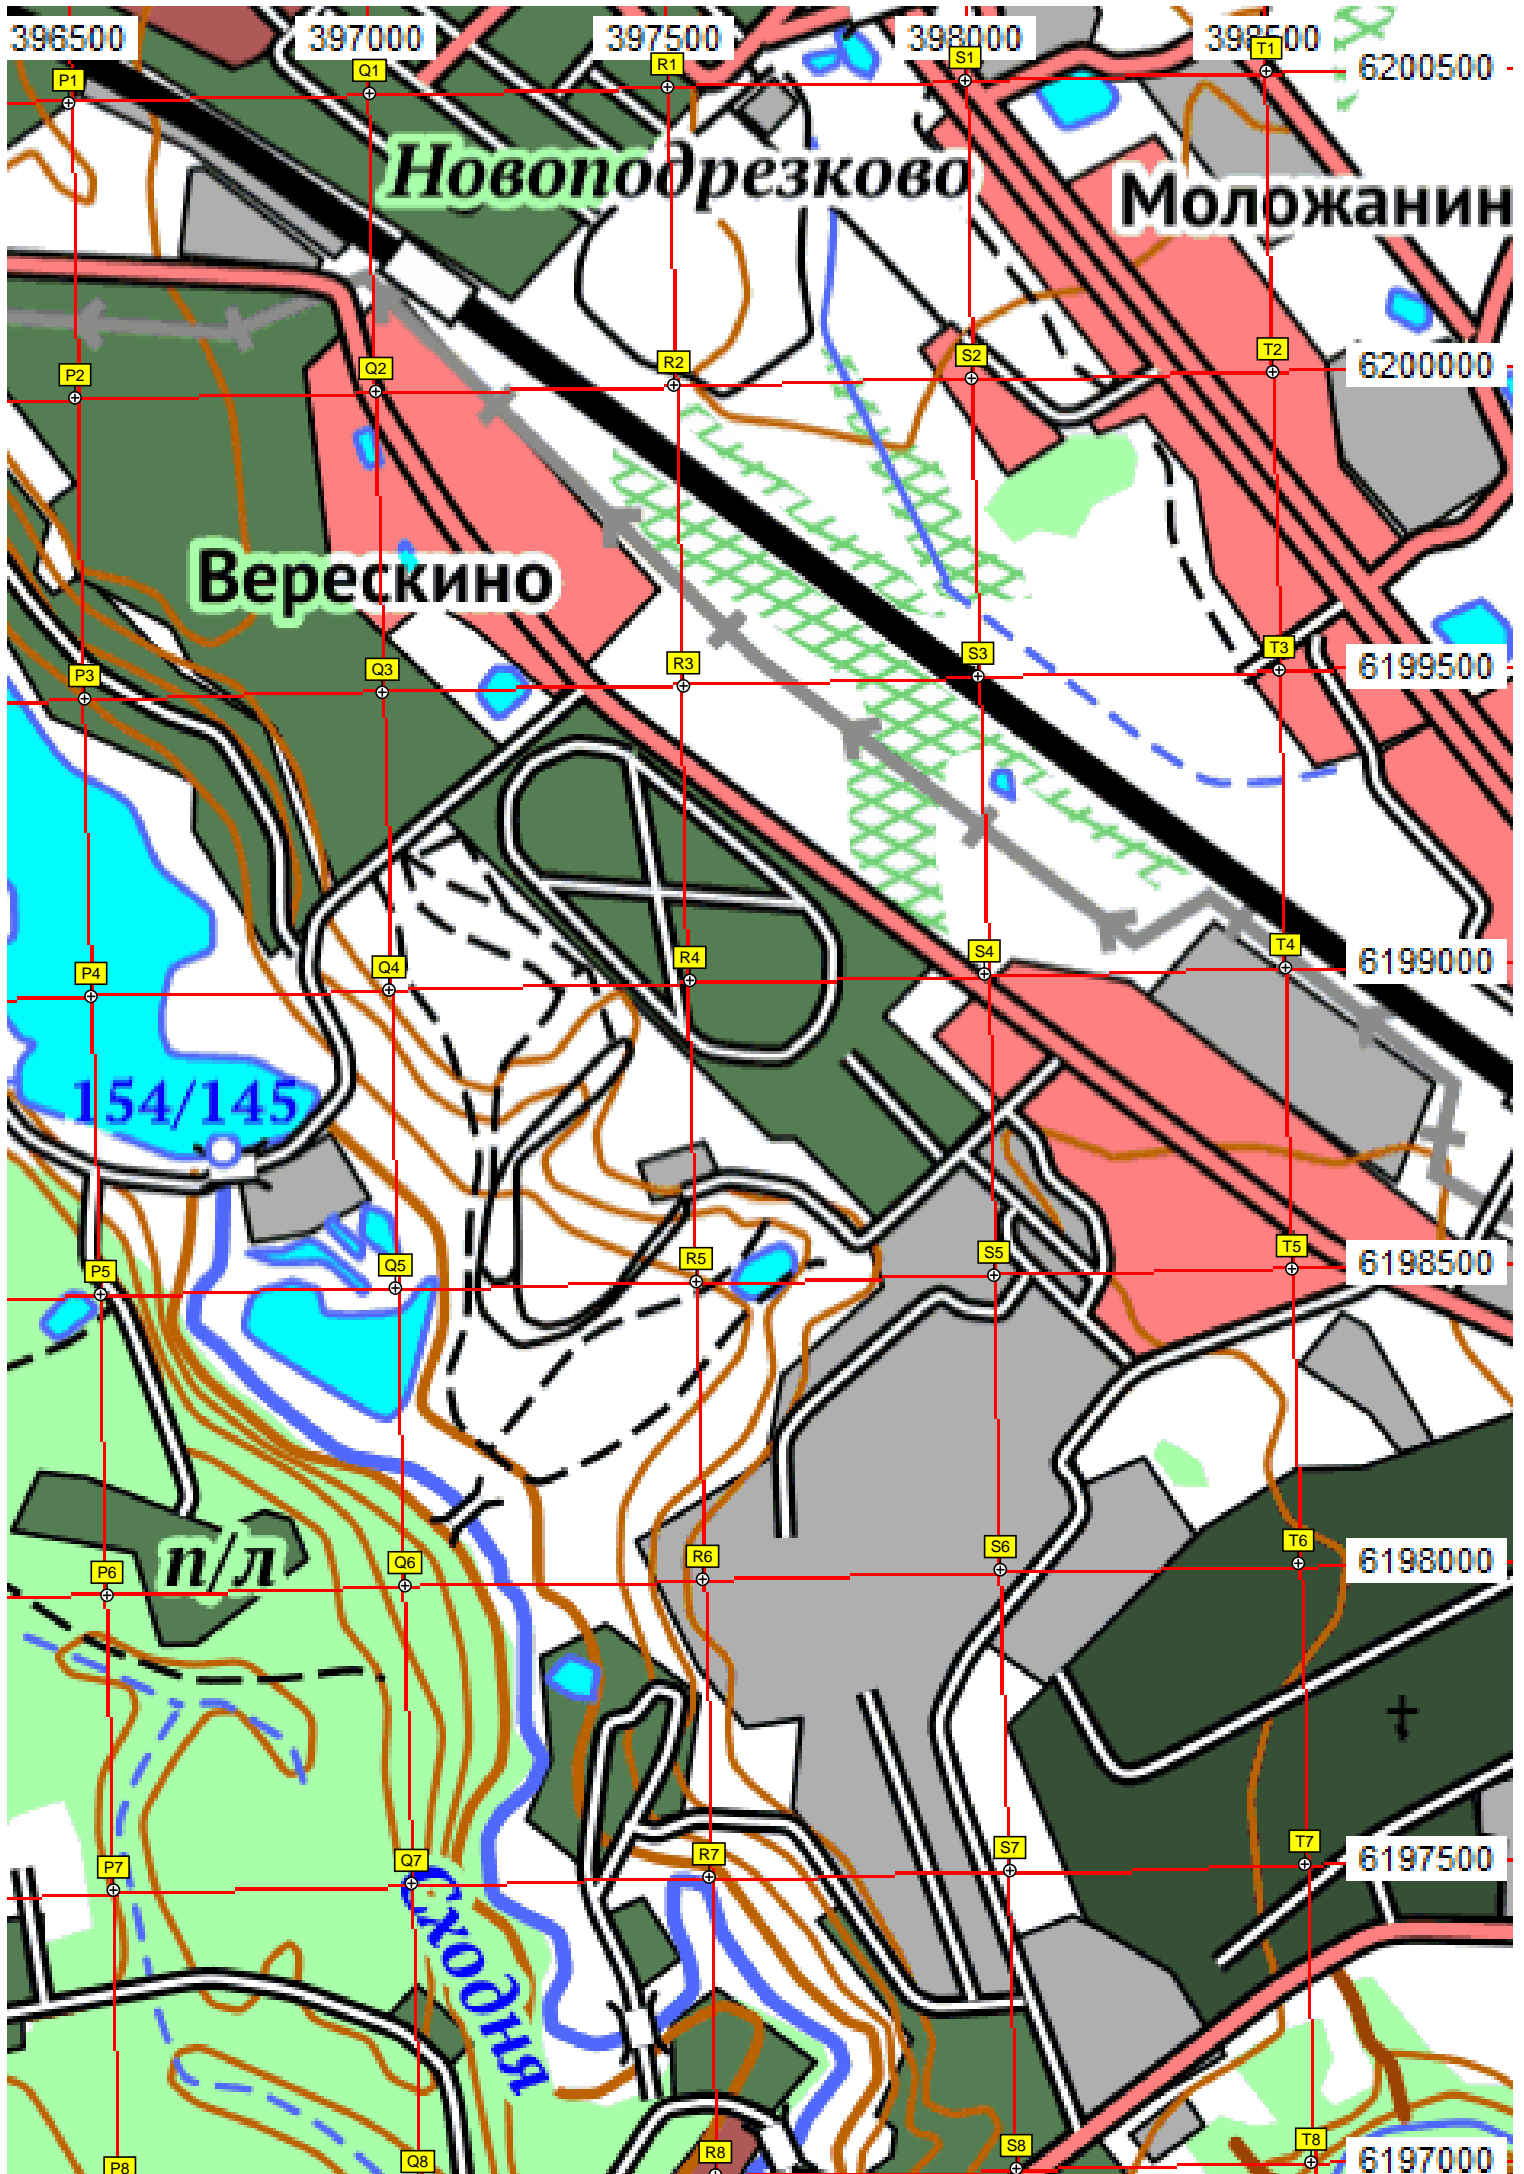 396500 397000 397500 398000 398500
P1 Q1 R1 S1 T1 6200500
Новоподрезково
Моложанин
P2 Q2 R2 S2 T2 6200000
Верескино
P3 Q3 R3 S3 T3 6199500
P4 Q4 R4 S4 T4 6199000
154/145
P5 Q5 R5 S5 T5 6198500
п/л
P6 Q6 R6 S6 T6 6198000
P7 Q7 R7 S7 T7 6197500
Сходня
P8 Q8 R8 S8 T8 6197000